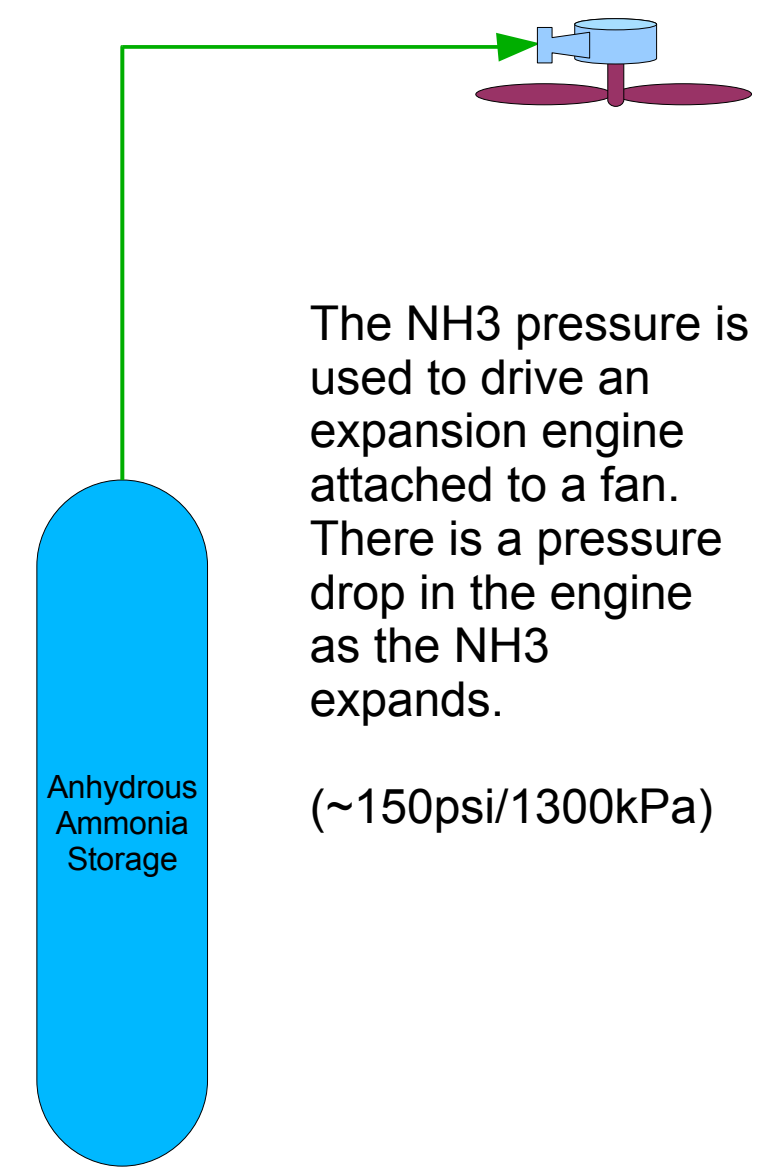 The NH3 pressure is
used to drive an
expansion engine
attached to a fan.
There is a pressure
drop in the engine
as the NH3
expands.
(~150psi/1300kPa)
Anhydrous
Ammonia
Storage